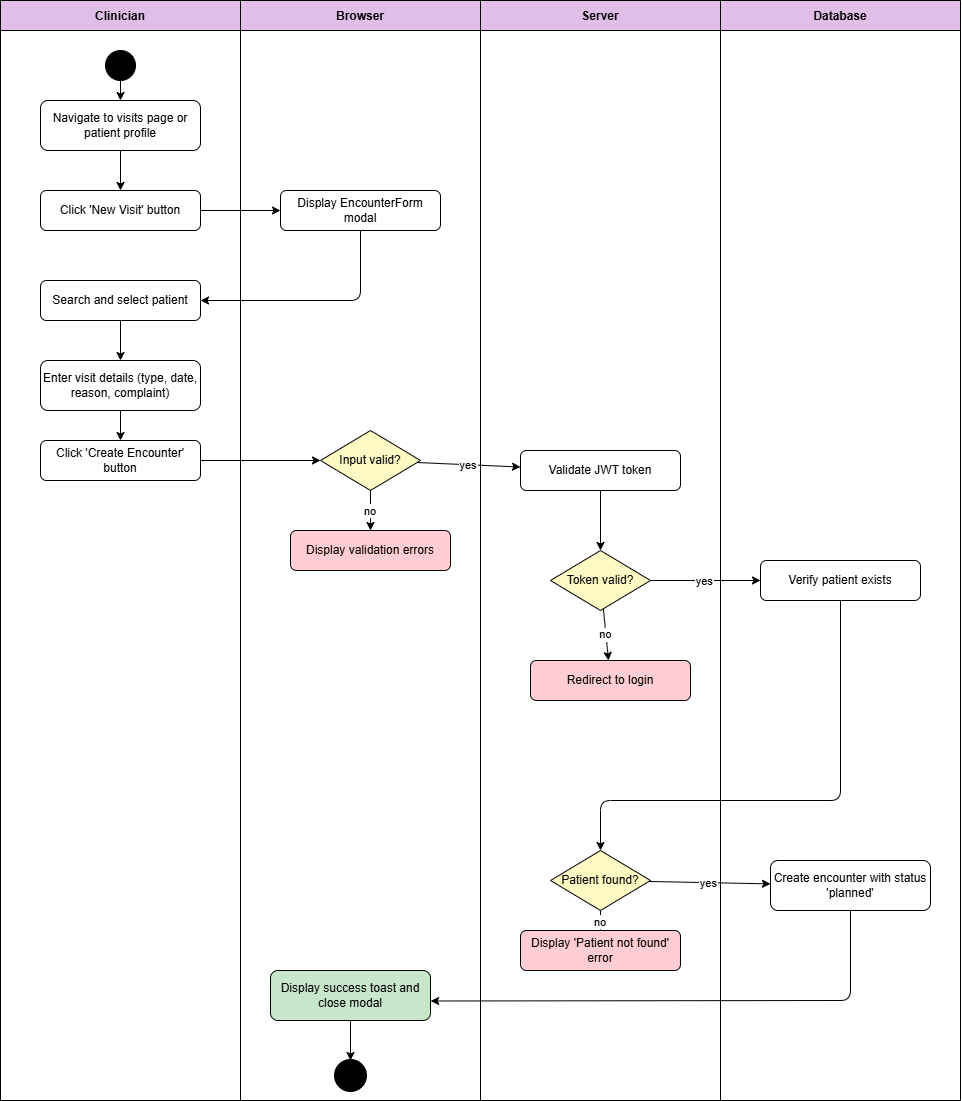 Clinician
Browser
Server
Database
Navigate to visits page or
patient profile
Click 'New Visit' button
Display EncounterForm
modal
Search and select patient
Enter visit details (type, date,
reason, complaint)
Click 'Create Encounter'
button
Input valid?
yes
Validate JWT token
no
Display validation errors
Token valid?
yes
Verify patient exists
no
Redirect to login
Patient found?
yes
Create encounter with status
'planned'
no
Display 'Patient not found'
error
Display success toast and
close modal